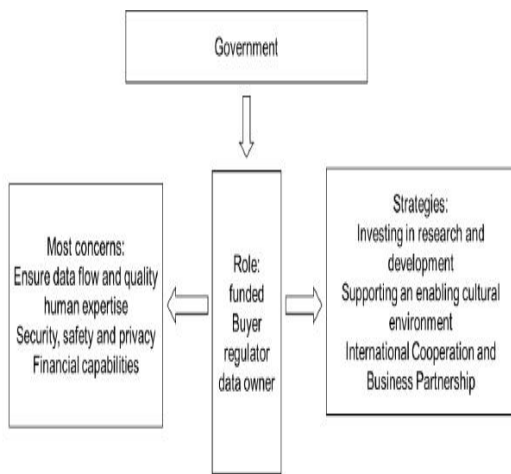 Government
Most concerns:
Ensure data flow and quality
human expertise
Security, safety and privacy
Financial capabilities
Role:
funded
Buyer
regulator
data owner
Strategies:
Investing in research and
development
Supporting an enabling cultural
environment
International Cooperation and
Business Partnership